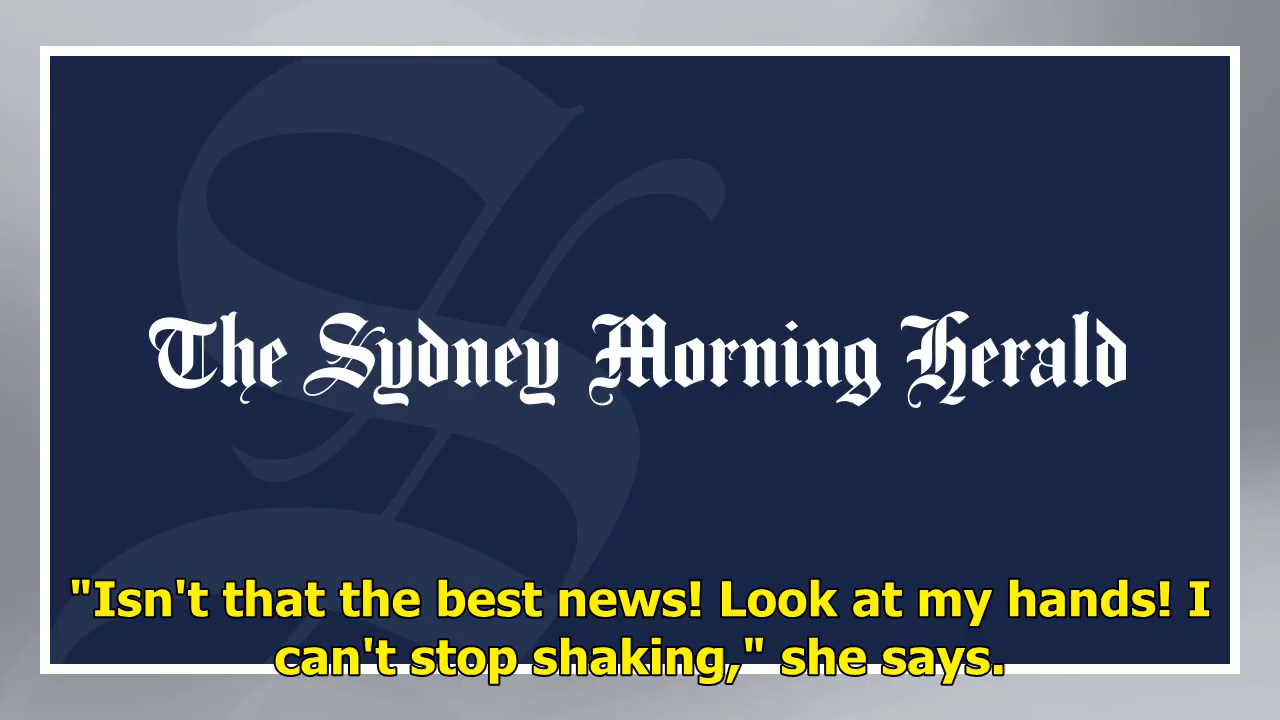 The Sydney Morning Herald
"Isn't that the best news! Look at my hands! I
can't stop shaking," she says.